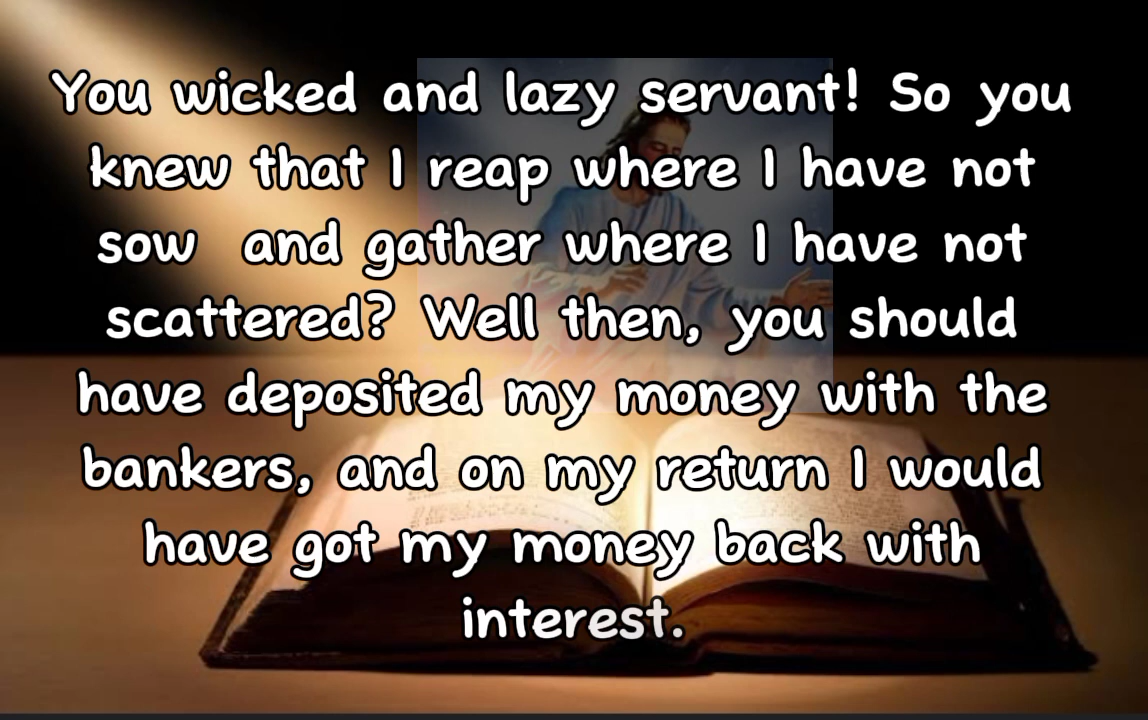 You wicked and lazy servant! So you
knew that I reap where I have not
sow and gather where I have not
scattered? Well then, you should
have deposited my money with the
bankers, and on my return I would
have got my money back with
interest.